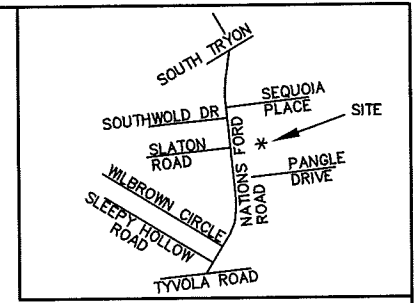 SOUTH TRYON
SEQUOIA
PLACE
SOUTHWOLD DR
SITE
SLATON
ROAD
NATIONS FORD
ROAD
PANGLE
DRIVE
WILBROWN CIRCLE
SLEEPY HOLLOW
ROAD
TYVOLA ROAD